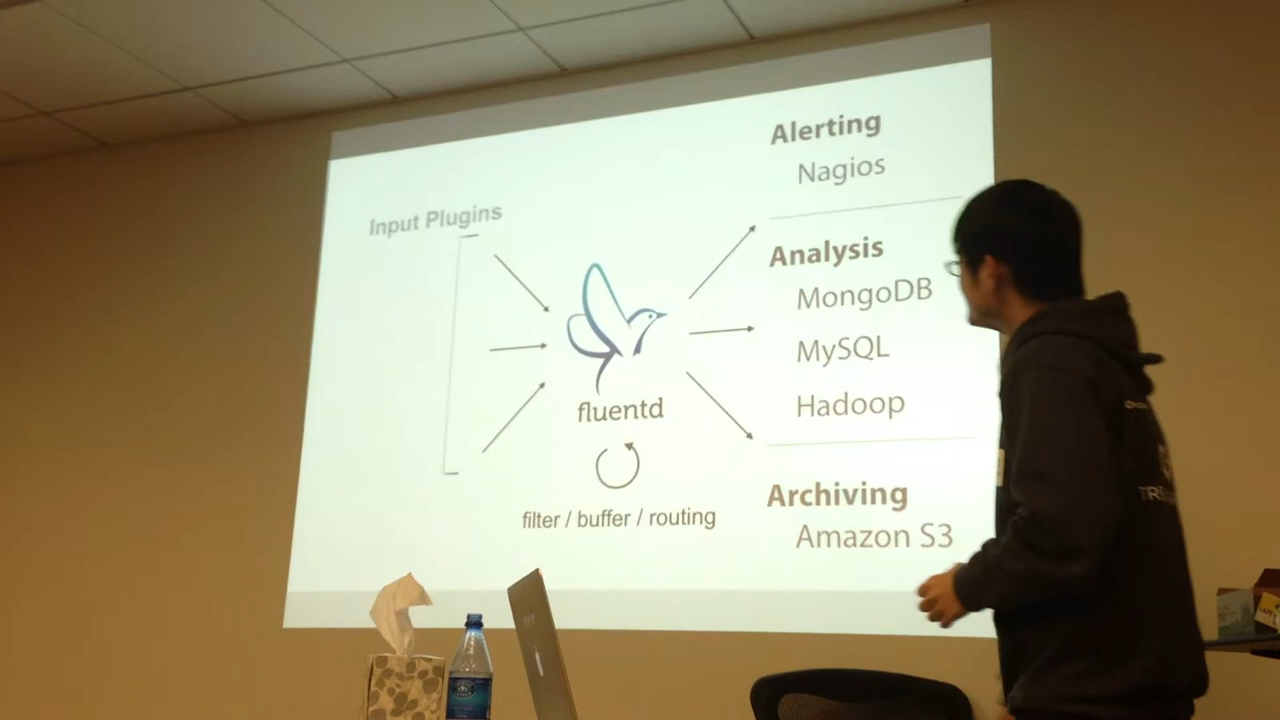 Input Plugins
fluentd
filter / buffer / routing
Alerting
Nagios
Analysis
MongoDB
MySQL
Hadoop
Archiving
Amazon S3